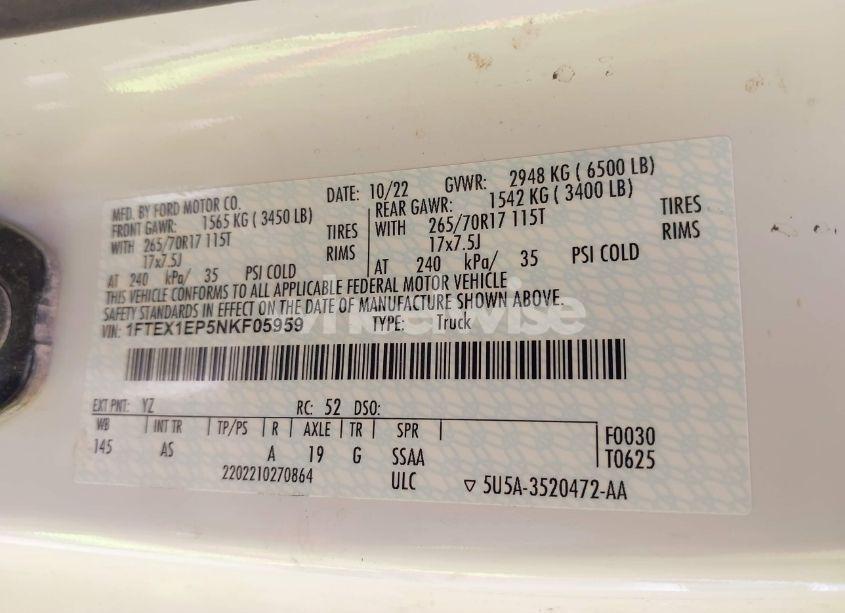 MFD. BY FORD MOTOR CO.
DATE: 10/22 GVWR: 2948 KG ( 6500 LB)
FRONT GAWR: 1565 KG ( 3450 LB)
WITH 265/70R17 115T TIRES
17x7.5J RIMS
AT 240 kPa/ 35 PSI COLD
REAR GAWR: 1542 KG ( 3400 LB)
WITH 265/70R17 115T TIRES
17x7.5J RIMS
AT 240 kPa/ 35 PSI COLD
THIS VEHICLE CONFORMS TO ALL APPLICABLE FEDERAL MOTOR VEHICLE
SAFETY STANDARDS IN EFFECT ON THE DATE OF MANUFACTURE SHOWN ABOVE.
VIN: 1FTEX1EP5NKF05959 TYPE: Truck
EXT PNT: YZ RC: 52 DSO:
WB INT TR TP/PS R AXLE TR SPR
145 AS A 19 G SSAA
F0030
T0625
2202210270864 ULC ▽ 5U5A-3520472-AA